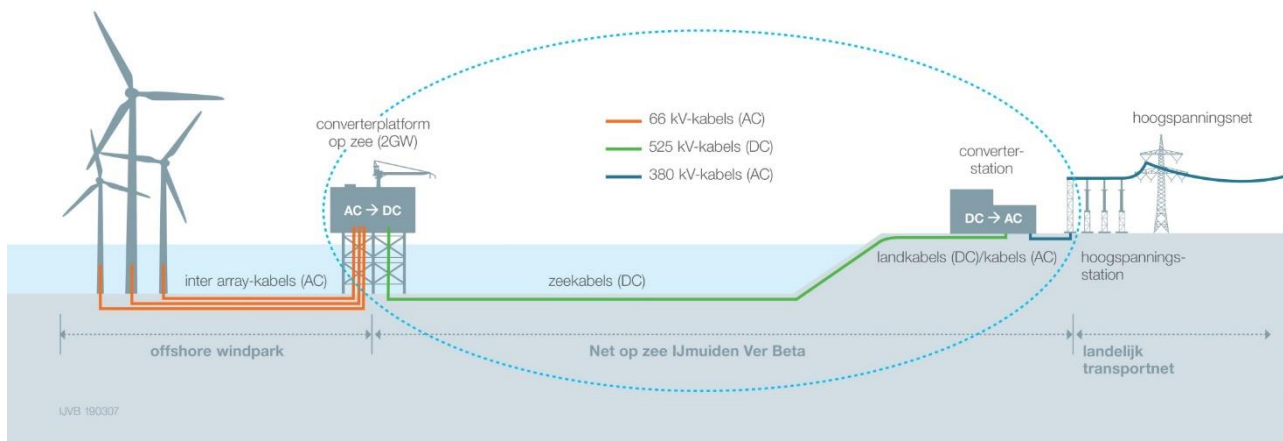 converterplatform
op zee (2GW)
66 kV-kabels (AC)
525 kV-kabels (DC)
380 kV-kabels (AC)
hoogspanningsnet
converter-
station
AC → DC
DC → AC
inter array-kabels (AC)
zeekabels (DC)
landkabels (DC)/kabels (AC)
hoogspannings-
station
offshore windpark
Net op zee IJmuiden Ver Beta
landelijk
transportnet
IJVB 190307